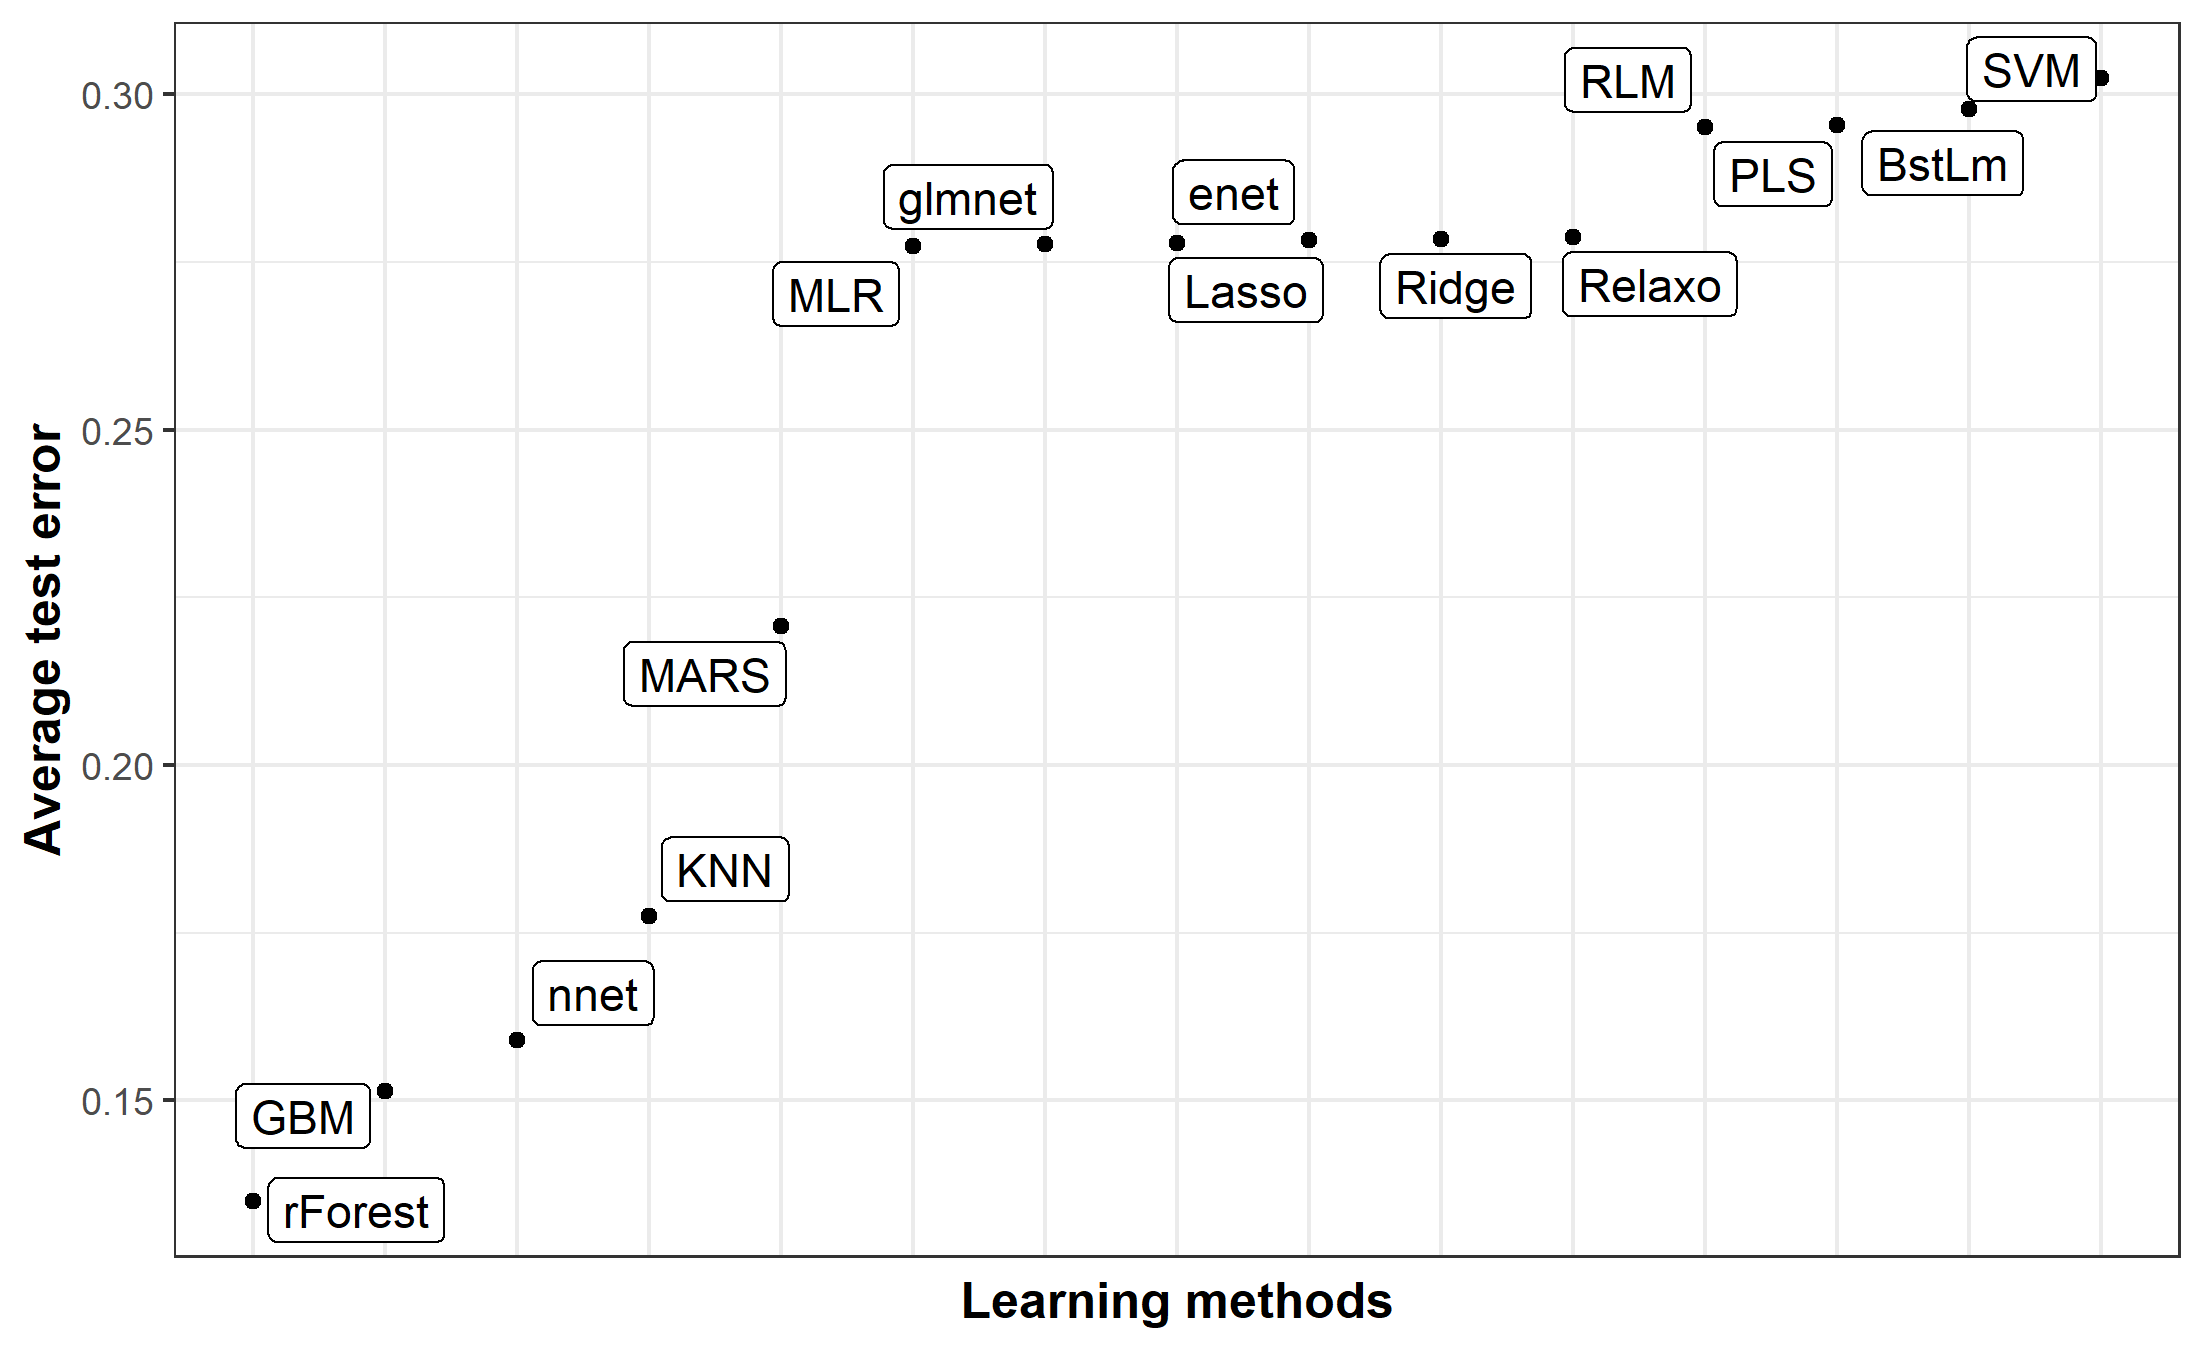 SVM
RLM
0.30
PLS
BstLm
glmnet
enet
MLR
Lasso
Ridge
Relaxo
0.25
Average test error
MARS
0.20
KNN
nnet
0.15
GBM
rForest
Learning methods